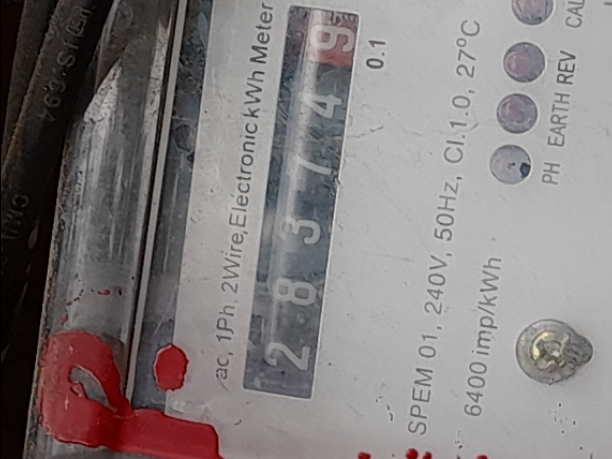 ac, 1Ph, 2Wire, Electronic kWh Meter
2 8 3 7 4 9
0.1
SPEM 01, 240V, 50Hz, Cl.1.0, 27°C
6400 imp/kWh
PH EARTH REV CAL